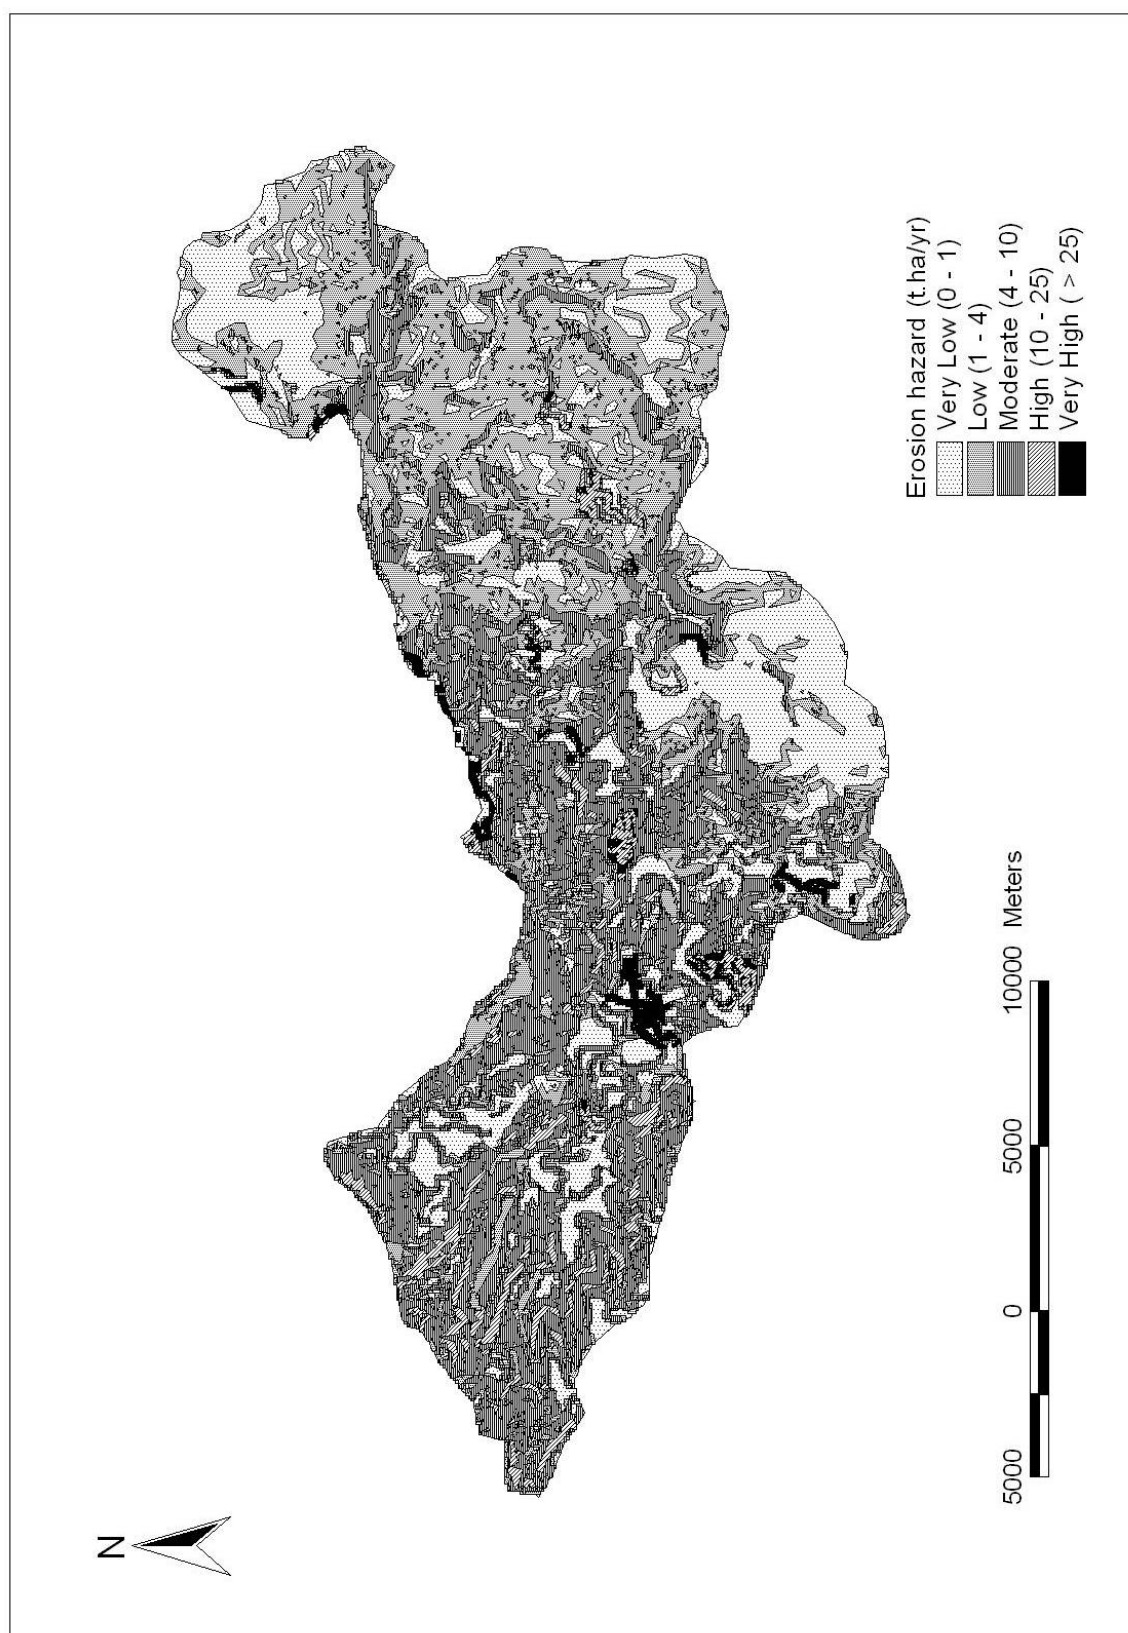 N
Erosion hazard (t.ha/yr)
Very Low (0 - 1)
Low (1 - 4)
Moderate (4 - 10)
High (10 - 25)
Very High ( > 25)
5000 0 5000 10000 Meters